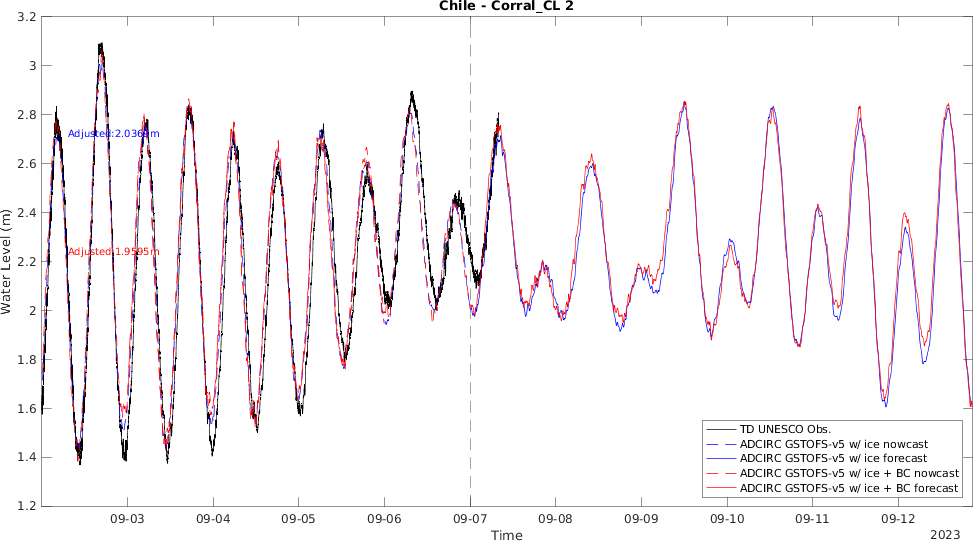 Chile - Corral_CL 2
3.2
3
2.8
2.6
2.4
2.2
2
1.8
1.6
1.4
1.2
Water Level (m)
Adjusted:1.9595m
TD UNESCO Obs.
ADCIRC GSTOFS-v5 w/ ice nowcast
ADCIRC GSTOFS-v5 w/ ice forecast
ADCIRC GSTOFS-v5 w/ ice + BC nowcast
ADCIRC GSTOFS-v5 w/ ice + BC forecast
09-03 09-04 09-05 09-06 09-07 09-08 09-09 09-10 09-11 09-12
Time
2023